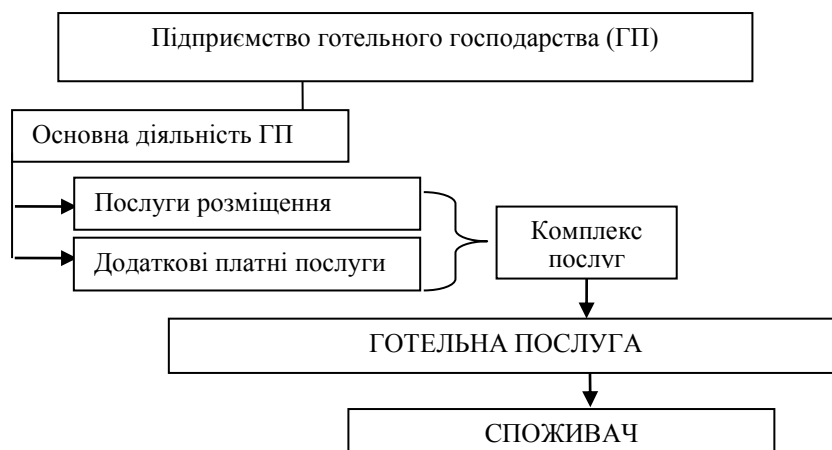 Підприємство готельного господарства (ГП)
Основна діяльність ГП
Послуги розміщення
Додаткові платні послуги
Комплекс
послуг
ГОТЕЛЬНА ПОСЛУГА
СПОЖИВАЧ